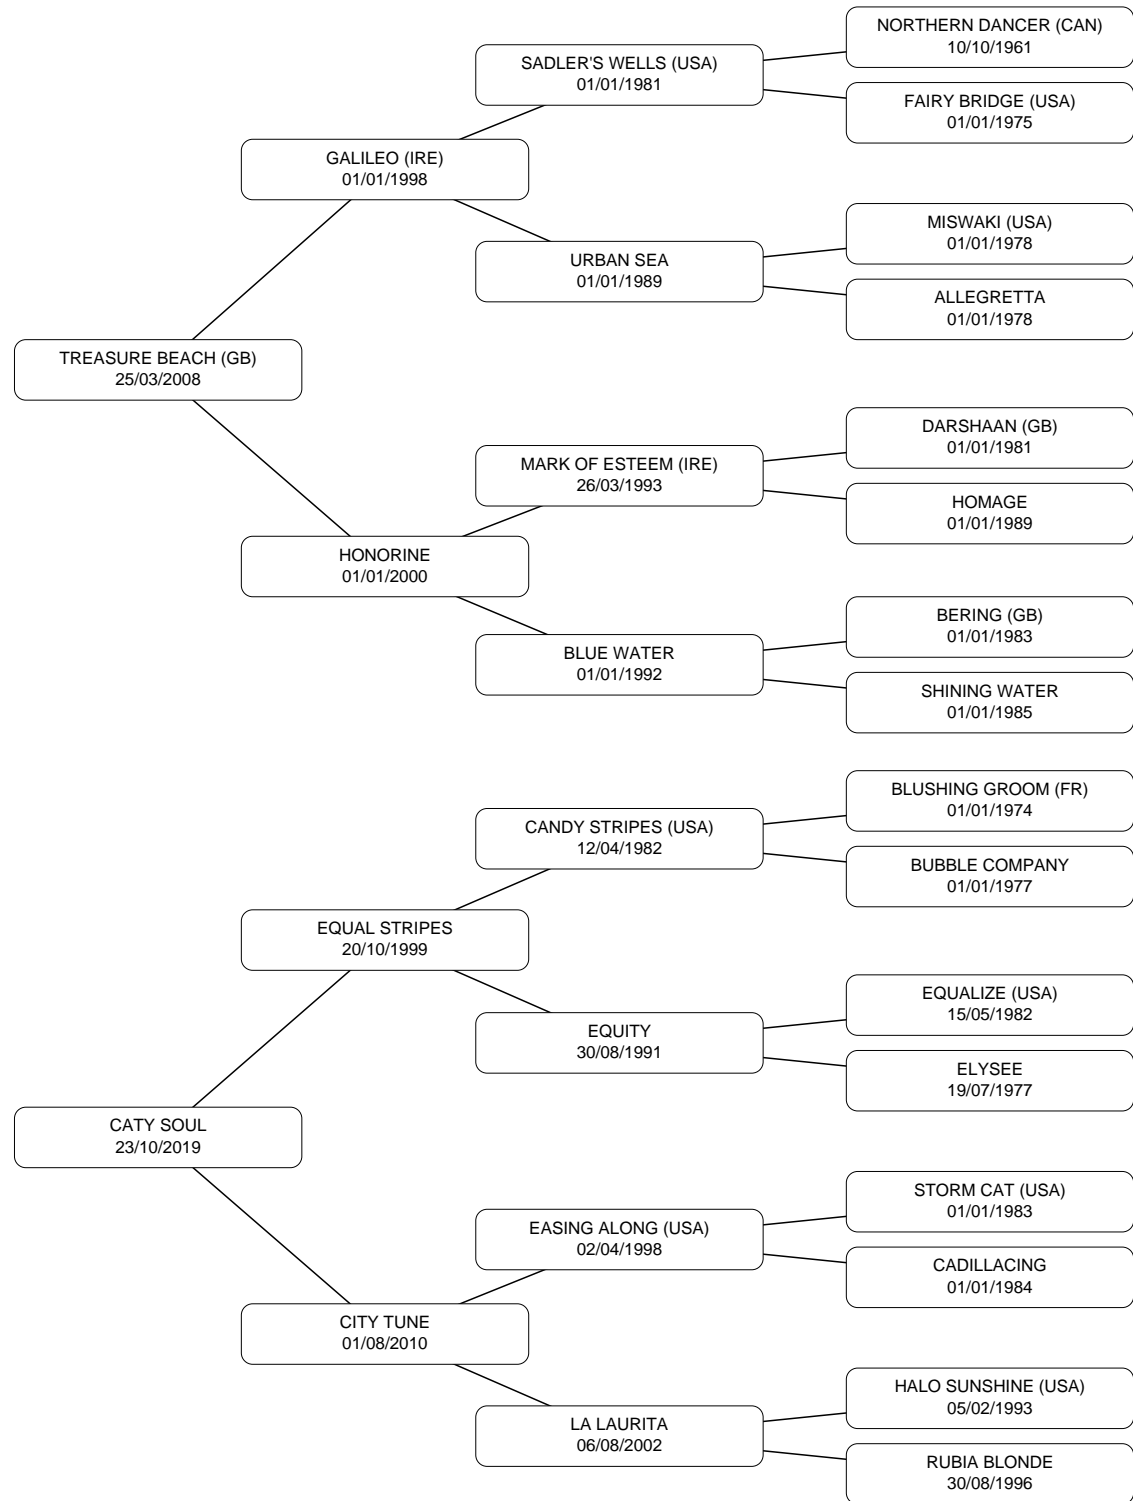 NORTHERN DANCER (CAN)
10/10/1961
SADLER'S WELLS (USA)
01/01/1981
FAIRY BRIDGE (USA)
01/01/1975
GALILEO (IRE)
01/01/1998
MISWAKI (USA)
01/01/1978
URBAN SEA
01/01/1989
ALLEGRETTA
01/01/1978
TREASURE BEACH (GB)
25/03/2008
DARSHAAN (GB)
01/01/1981
MARK OF ESTEEM (IRE)
26/03/1993
HOMAGE
01/01/1989
HONORINE
01/01/2000
BERING (GB)
01/01/1983
BLUE WATER
01/01/1992
SHINING WATER
01/01/1985
BLUSHING GROOM (FR)
01/01/1974
CANDY STRIPES (USA)
12/04/1982
BUBBLE COMPANY
01/01/1977
EQUAL STRIPES
20/10/1999
EQUALIZE (USA)
15/05/1982
EQUITY
30/08/1991
ELYSEE
19/07/1977
CATY SOUL
23/10/2019
STORM CAT (USA)
01/01/1983
EASING ALONG (USA)
02/04/1998
CADILLACING
01/01/1984
CITY TUNE
01/08/2010
HALO SUNSHINE (USA)
05/02/1993
LA LAURITA
06/08/2002
RUBIA BLONDE
30/08/1996